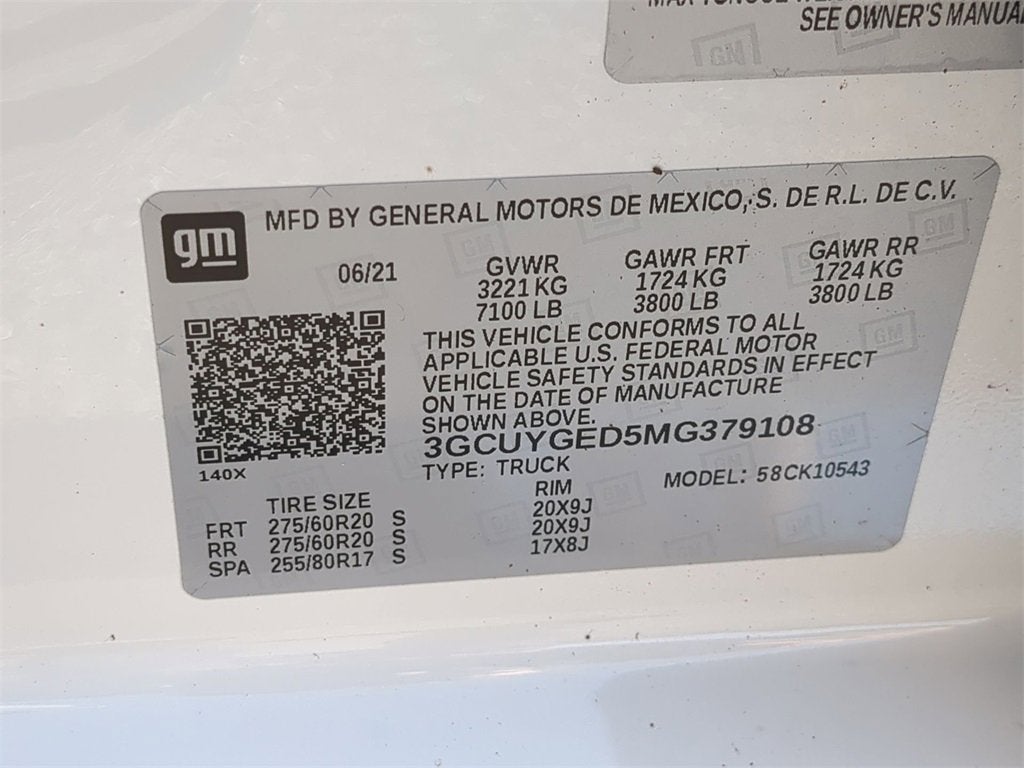 SEE OWNER'S MANUAL
gm
MFD BY GENERAL MOTORS DE MEXICO, S. DE R.L. DE C.V.
06/21
GVWR
3221 KG
7100 LB
GAWR FRT
1724 KG
3800 LB
GAWR RR
1724 KG
3800 LB
THIS VEHICLE CONFORMS TO ALL
APPLICABLE U.S. FEDERAL MOTOR
VEHICLE SAFETY STANDARDS IN EFFECT
ON THE DATE OF MANUFACTURE
SHOWN ABOVE.
3GCUYGED5MG379108
TYPE: TRUCK
MODEL: 58CK10543
140X
TIRE SIZE RIM
FRT 275/60R20 S 20X9J
RR 275/60R20 S 20X9J
SPA 255/80R17 S 17X8J